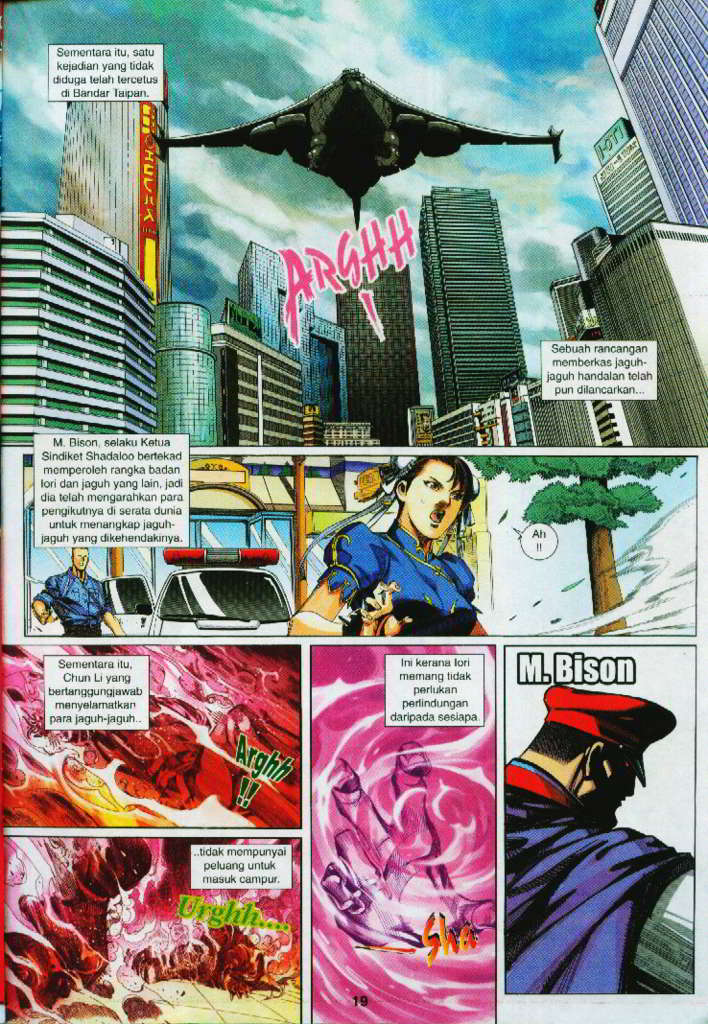 Sementara itu, satu
kejadian yang tidak
diduga telah tercetus
di Bandar Taipan.
ARGHH
!
Sebuah rancangan
memberkas jaguh-
jaguh handalan telah
pun dilancarkan...
M. Bison, selaku Ketua
Sindiket Shadaloo bertekad
memperoleh rangka badan
Iori dan jaguh yang lain, jadi
dia telah mengarahkan para
pengikutnya di serata dunia
untuk menangkap jaguh-
jaguh yang dikehendakinya.
Ah
!!
Sementara itu,
Chun Li yang
bertanggungjawab
menyelamatkan
para jaguh-jaguh..
Arghh
!!
..tidak mempunyai
peluang untuk
masuk campur.
Urghh....
Ini kerana Iori
memang tidak
perlukan
perlindungan
daripada sesiapa.
Sha
M. Bison
19